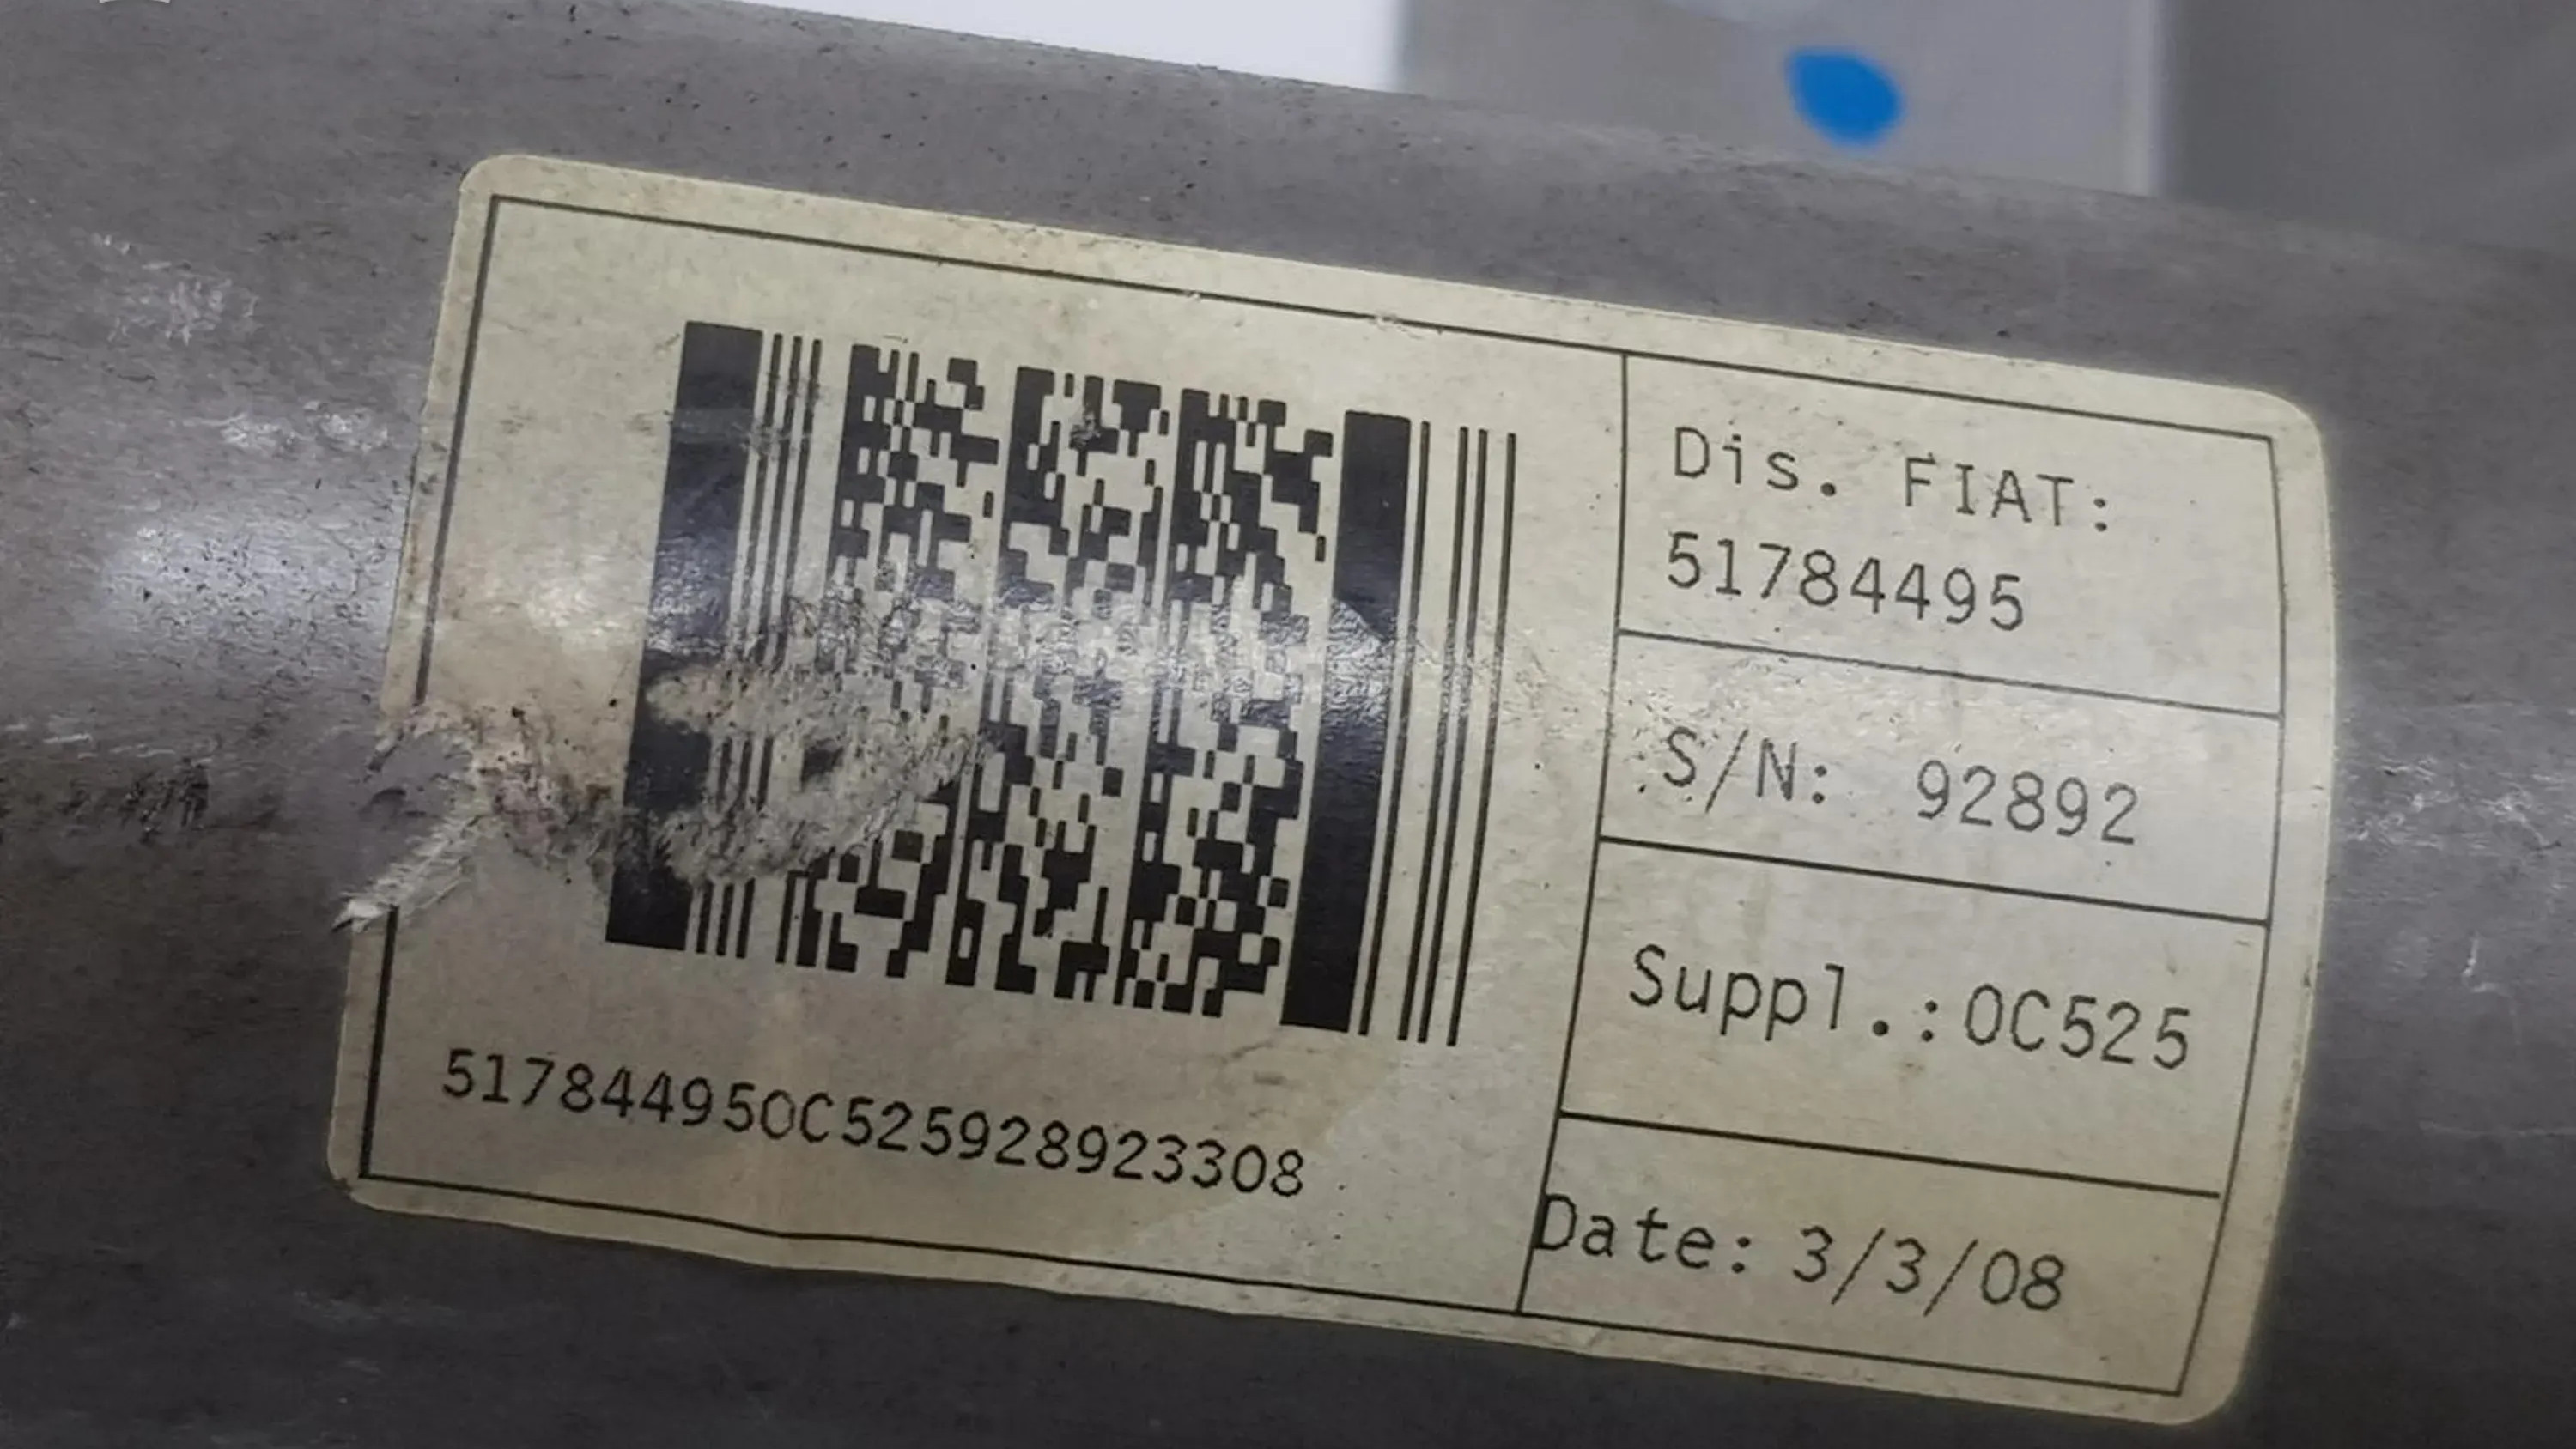 Dis. FIAT:
51784495
S/N: 92892
Suppl.:0C525
Date: 3/3/08
517844950C525928923308